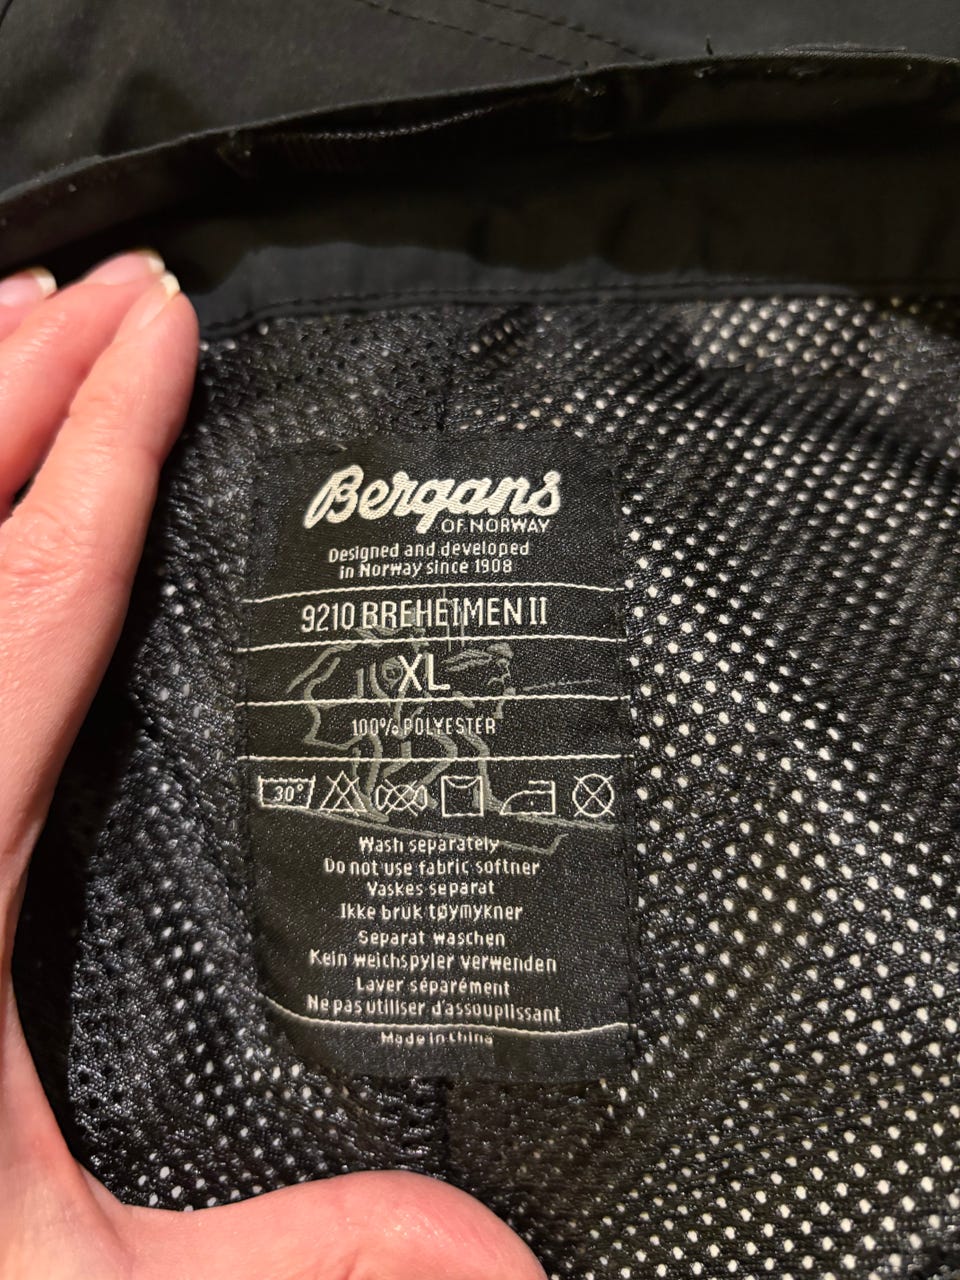 Bergans
OF NORWAY
Designed and developed
in Norway since 1908
9210 BREHEIMEN II
XL
100% POLYESTER
30°
Wash separately
Do not use fabric softner
Vaskes separat
Ikke bruk tøymykner
Separat waschen
Kein weichspyler verwenden
Laver séparément
Ne pas utiliser d'assouplissant
Made in China